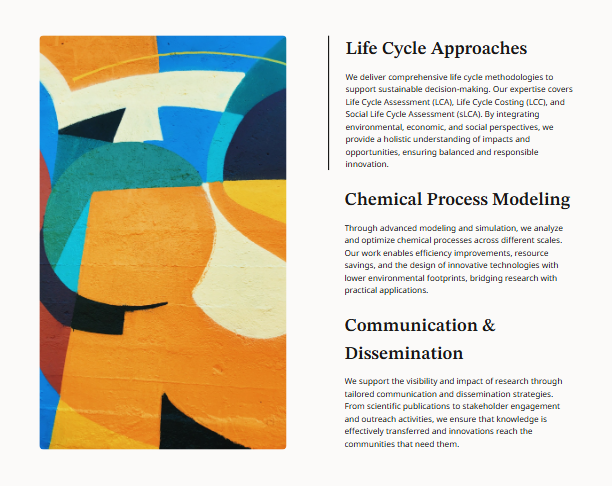 Life Cycle Approaches
We deliver comprehensive life cycle methodologies to
support sustainable decision-making. Our expertise covers
Life Cycle Assessment (LCA), Life Cycle Costing (LCC), and
Social Life Cycle Assessment (sLCA). By integrating
environmental, economic, and social perspectives, we
provide a holistic understanding of impacts and
opportunities, ensuring balanced and responsible
innovation.
Chemical Process Modeling
Through advanced modeling and simulation, we analyze
and optimize chemical processes across different scales.
Our work enables efficiency improvements, resource
savings, and the design of innovative technologies with
lower environmental footprints, bridging research with
practical applications.
Communication &
Dissemination
We support the visibility and impact of research through
tailored communication and dissemination strategies.
From scientific publications to stakeholder engagement
and outreach activities, we ensure that knowledge is
effectively transferred and innovations reach the
communities that need them.